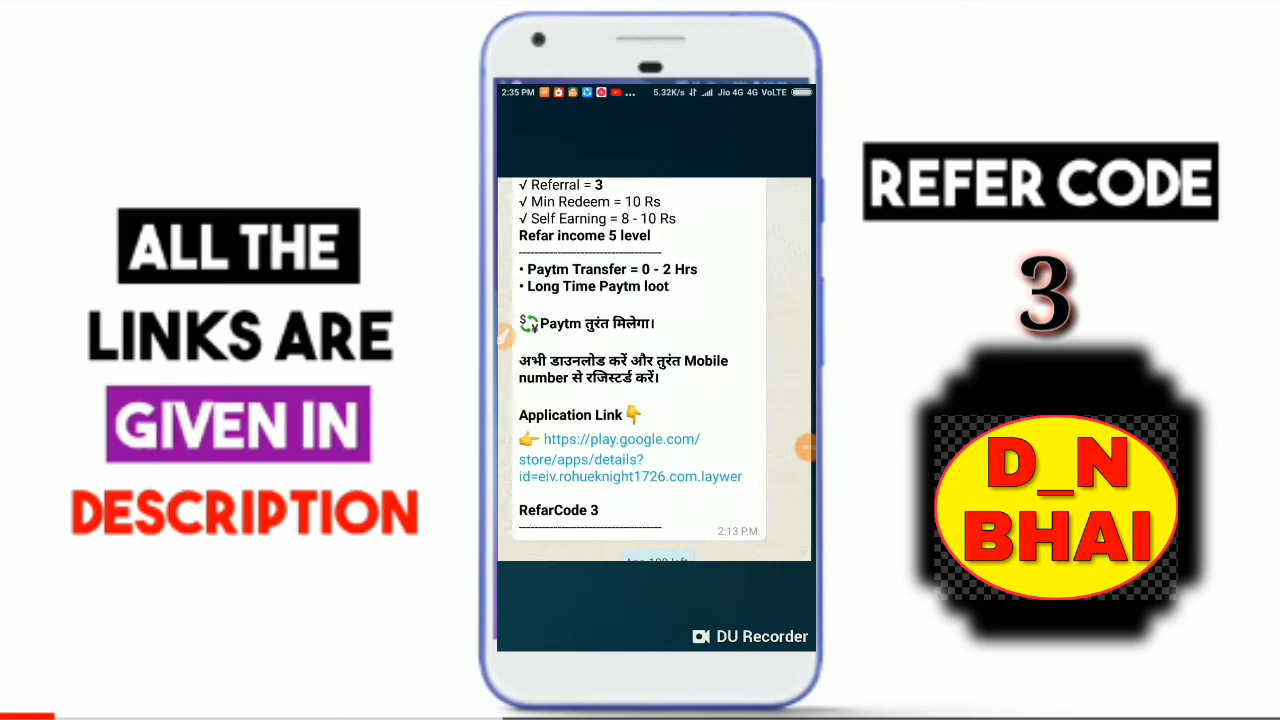 ALL THE
LINKS ARE
GIVEN IN
DESCRIPTION
2:35 PM ... 5.32K/s Jio 4G 4G VoLTE
√ Referral = 3
√ Min Redeem = 10 Rs
√ Self Earning = 8 - 10 Rs
Refar income 5 level
--------------------------------------
• Paytm Transfer = 0 - 2 Hrs
• Long Time Paytm loot
💱Paytm तुरंत मिलेगा।
अभी डाउनलोड करें और तुरंत Mobile
number से रजिस्टर्ड करें।
Application Link👇
👉 https://play.google.com/
store/apps/details?
id=eiv.rohueknight1726.com.laywer
RefarCode 3
--------------------------------------
2:13 P.M.
DU Recorder
REFER CODE
3
D_N
BHAI